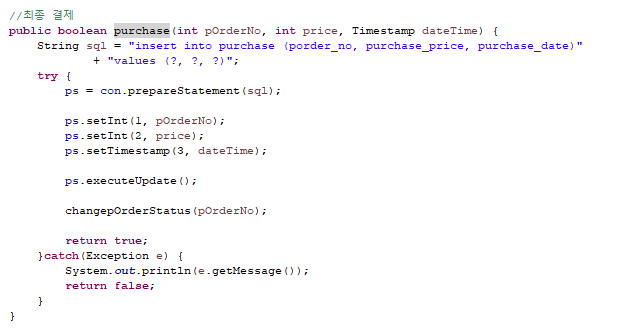 //최종 결제
public boolean purchase(int pOrderNo, int price, Timestamp dateTime) {
String sql = "insert into purchase (porder_no, purchase_price, purchase_date)"
+ "values (?, ?, ?)";
try {
ps = con.prepareStatement(sql);
ps.setInt(1, pOrderNo);
ps.setInt(2, price);
ps.setTimestamp(3, dateTime);
ps.executeUpdate();
changepOrderStatus(pOrderNo);
return true;
}catch(Exception e) {
System.out.println(e.getMessage());
return false;
}
}